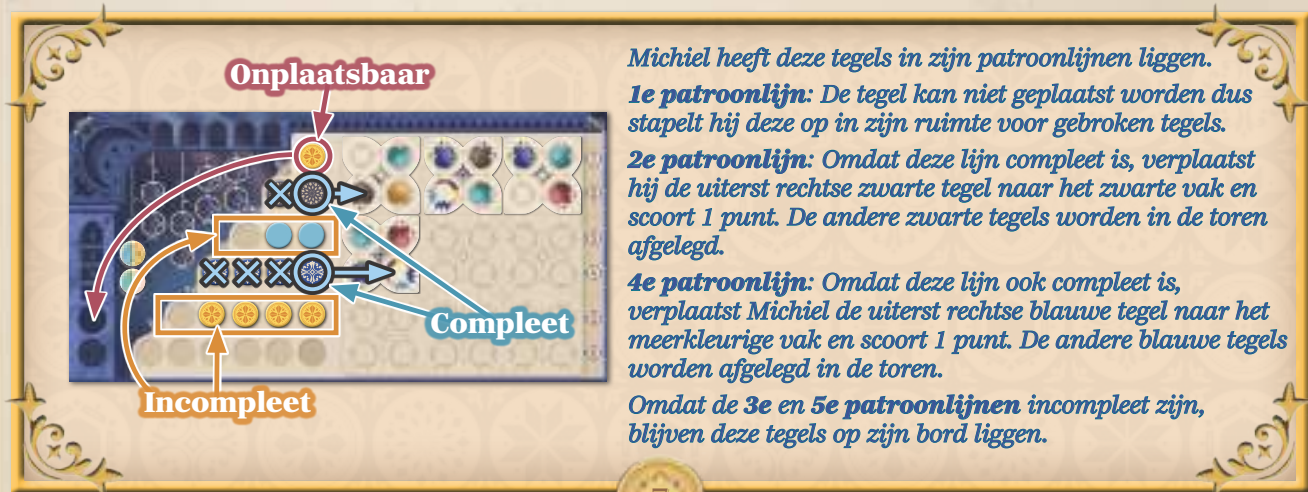 Onplaatsbaar
Compleet
Incompleet
Michiel heeft deze tegels in zijn patroonlijnen liggen.
1e patroonlijn: De tegel kan niet geplaatst worden dus
stapelt hij deze op in zijn ruimte voor gebroken tegels.
2e patroonlijn: Omdat deze lijn compleet is, verplaatst
hij de uiterst rechtse zwarte tegel naar het zwarte vak en
scoort 1 punt. De andere zwarte tegels worden in de toren
afgelegd.
4e patroonlijn: Omdat deze lijn ook compleet is,
verplaatst Michiel de uiterst rechtse blauwe tegel naar het
meerkleurige vak en scoort 1 punt. De andere blauwe tegels
worden afgelegd in de toren.
Omdat de 3e en 5e patroonlijnen incompleet zijn,
blijven deze tegels op zijn bord liggen.